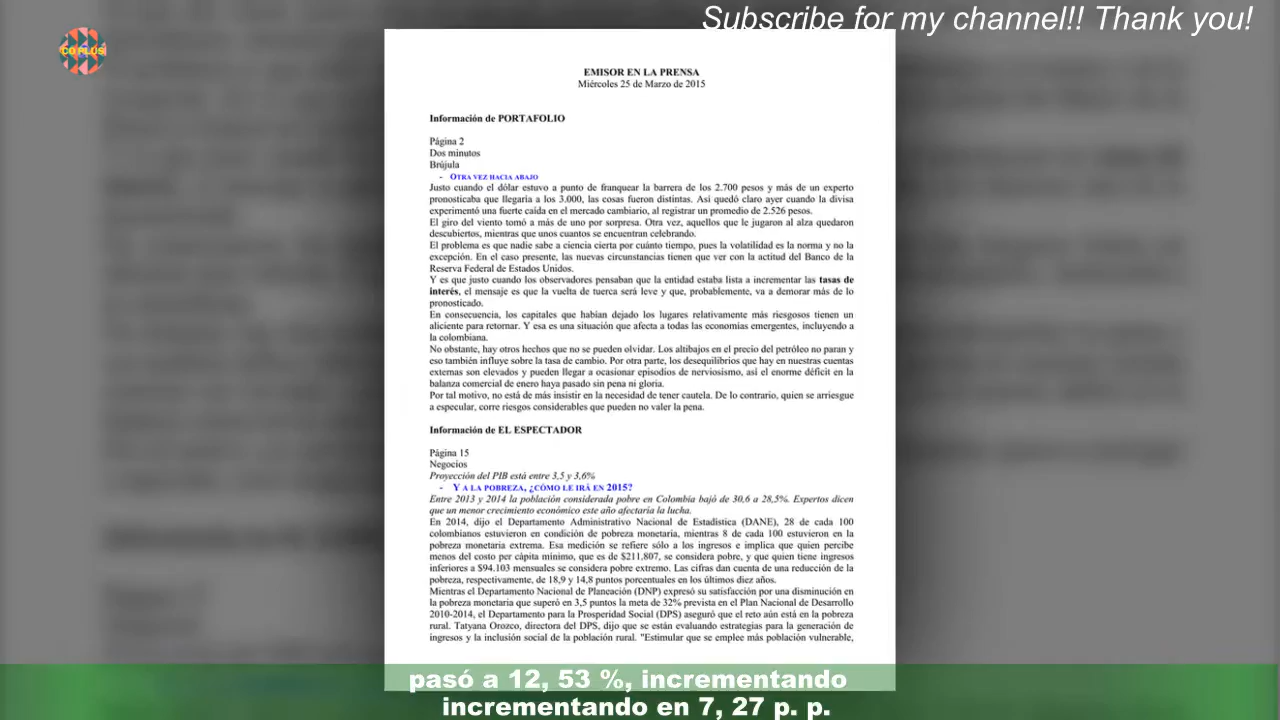 Subscribe for my channel!! Thank you!
CO PLUS
EMISOR EN LA PRENSA
Miércoles 25 de Marzo de 2015
Información de PORTAFOLIO
Página 2
Dos minutos
Brújula
- OTRA VEZ HACIA ABAJO
Justo cuando el dólar estuvo a punto de franquear la barrera de los 2.700 pesos y más de un experto
pronosticaba que llegaría a los 3.000, las cosas fueron distintas. Así quedó claro ayer cuando la divisa
experimentó una fuerte caída en el mercado cambiario, al registrar un promedio de 2.526 pesos.
El giro del viento tomó a más de uno por sorpresa. Otra vez, aquellos que le jugaron al alza quedaron
descubiertos, mientras que unos cuantos se encuentran celebrando.
El problema es que nadie sabe a ciencia cierta por cuánto tiempo, pues la volatilidad es la norma y no la
excepción. En el caso presente, las nuevas circunstancias tienen que ver con la actitud del Banco de la
Reserva Federal de Estados Unidos.
Y es que justo cuando los observadores pensaban que la entidad estaba lista a incrementar las tasas de
interés, el mensaje es que la vuelta de tuerca será leve y que, probablemente, va a demorar más de lo
pronosticado.
En consecuencia, los capitales que habían dejado los lugares relativamente más riesgosos tienen un
aliciente para retornar. Y esa es una situación que afecta a todas las economías emergentes, incluyendo a
la colombiana.
No obstante, hay otros hechos que no se pueden olvidar. Los altibajos en el precio del petróleo no paran y
eso también influye sobre la tasa de cambio. Por otra parte, los desequilibrios que hay en nuestras cuentas
externas son elevados y pueden llegar a ocasionar episodios de nerviosismo, así el enorme déficit en la
balanza comercial de enero haya pasado sin pena ni gloria.
Por tal motivo, no está de más insistir en la necesidad de tener cautela. De lo contrario, quien se arriesgue
a especular, corre riesgos considerables que pueden no valer la pena.
Información de EL ESPECTADOR
Página 15
Negocios
Proyección del PIB está entre 3,5 y 3,6%
- Y A LA POBREZA, ¿CÓMO LE IRÁ EN 2015?
Entre 2013 y 2014 la población considerada pobre en Colombia bajó de 30,6 a 28,5%. Expertos dicen
que un menor crecimiento económico este año afectaría la lucha.
En 2014, dijo el Departamento Administrativo Nacional de Estadística (DANE), 28 de cada 100
colombianos estuvieron en condición de pobreza monetaria, mientras 8 de cada 100 estuvieron en la
pobreza monetaria extrema. Esa medición se refiere sólo a los ingresos e implica que quien percibe
menos del costo per cápita mínimo, que es de $211.807, se considera pobre, y que quien tiene ingresos
inferiores a $94.103 mensuales se considera pobre extremo. Las cifras dan cuenta de una reducción de la
pobreza, respectivamente, de 18,9 y 14,8 puntos porcentuales en los últimos diez años.
Mientras el Departamento Nacional de Planeación (DNP) expresó su satisfacción por una disminución en
la pobreza monetaria que superó en 3,5 puntos la meta de 32% prevista en el Plan Nacional de Desarrollo
2010-2014, el Departamento para la Prosperidad Social (DPS) aseguró que el reto aún está en la pobreza
rural. Tatyana Orozco, directora del DPS, dijo que se están evaluando estrategias para la generación de
ingresos y la inclusión social de la población rural. "Estimular que se emplee más población vulnerable,
pasó a 12, 53 %, incrementando
incrementando en 7, 27 p. p.